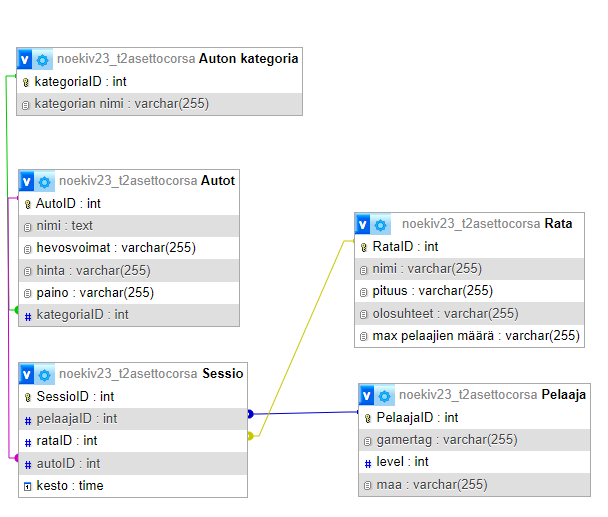 noekiv23_t2asettocorsa Auton kategoria
kategoriaID : int
kategorian nimi : varchar(255)
noekiv23_t2asettocorsa Autot
AutoID : int
nimi : text
hevosvoimat : varchar(255)
hinta : varchar(255)
paino : varchar(255)
# kategoriaID : int
noekiv23_t2asettocorsa Rata
RataID : int
nimi : varchar(255)
pituus : varchar(255)
olosuhteet : varchar(255)
max pelaajien määrä : varchar(255)
noekiv23_t2asettocorsa Sessio
SessioID : int
# pelaajaID : int
# rataID : int
# autoID : int
kesto : time
noekiv23_t2asettocorsa Pelaaja
PelaajaID : int
gamertag : varchar(255)
# level : int
maa : varchar(255)